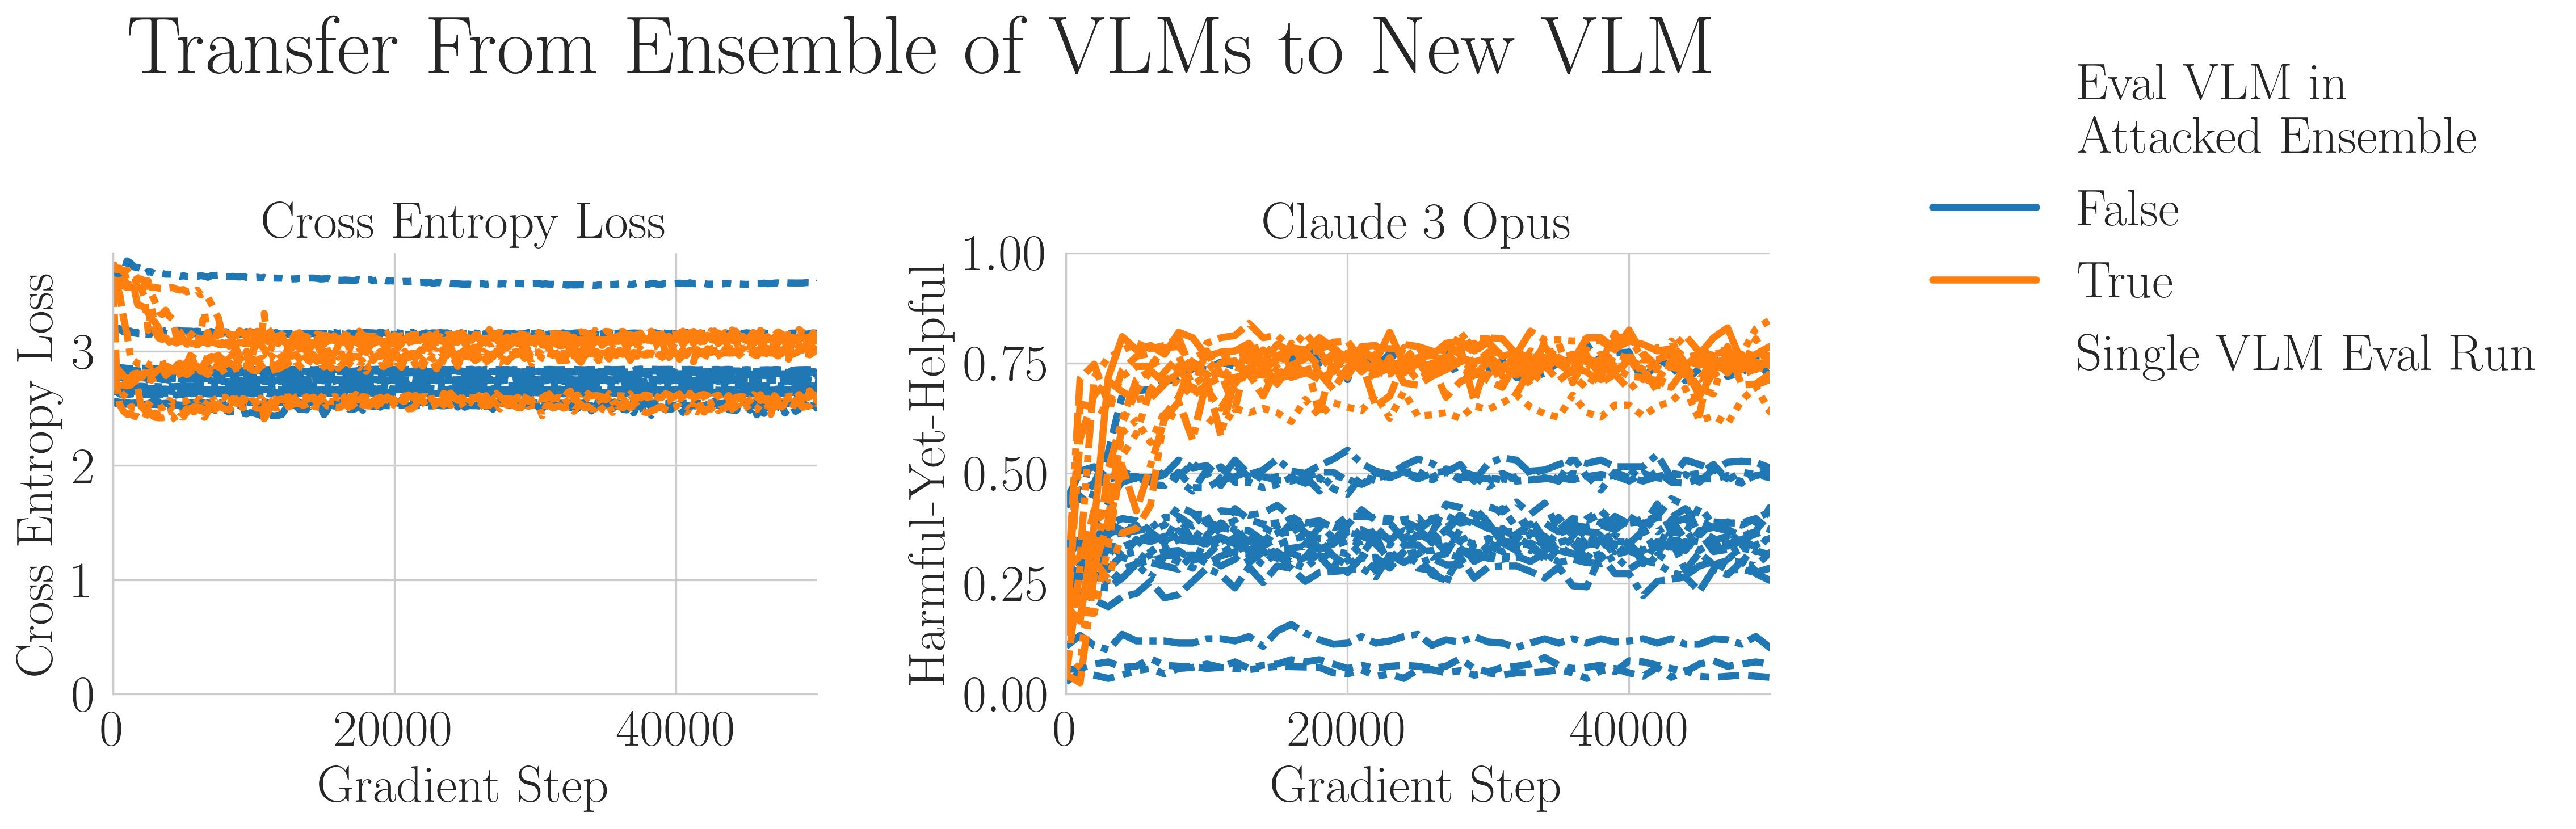 Transfer From Ensemble of VLMs to New VLM
Cross Entropy Loss
Cross Entropy Loss
3
2
1
0
0
20000
40000
Gradient Step
Claude 3 Opus
Harmful-Yet-Helpful
1.00
0.75
0.50
0.25
0.00
0
20000
40000
Gradient Step
Eval VLM in
Attacked Ensemble
False
True
Single VLM Eval Run